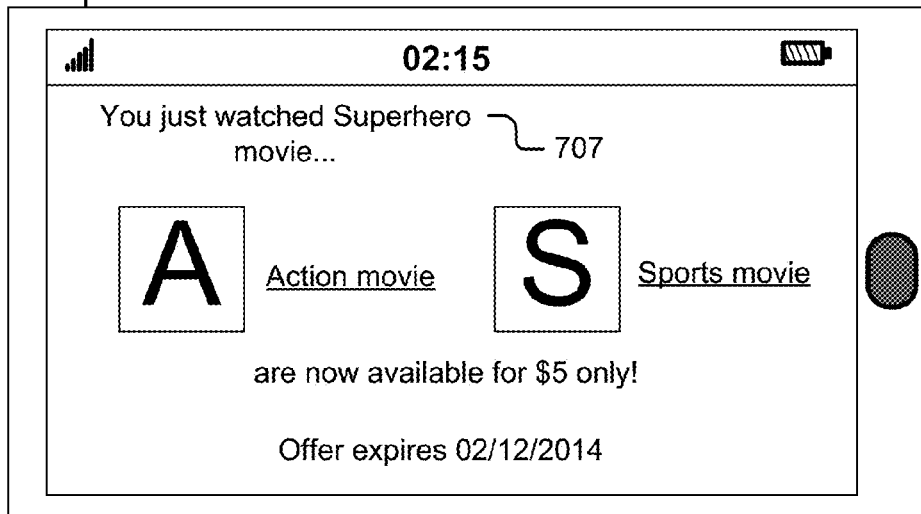 02:15
You just watched Superhero
movie...
707
A
Action movie
S
Sports movie
are now available for $5 only!
Offer expires 02/12/2014